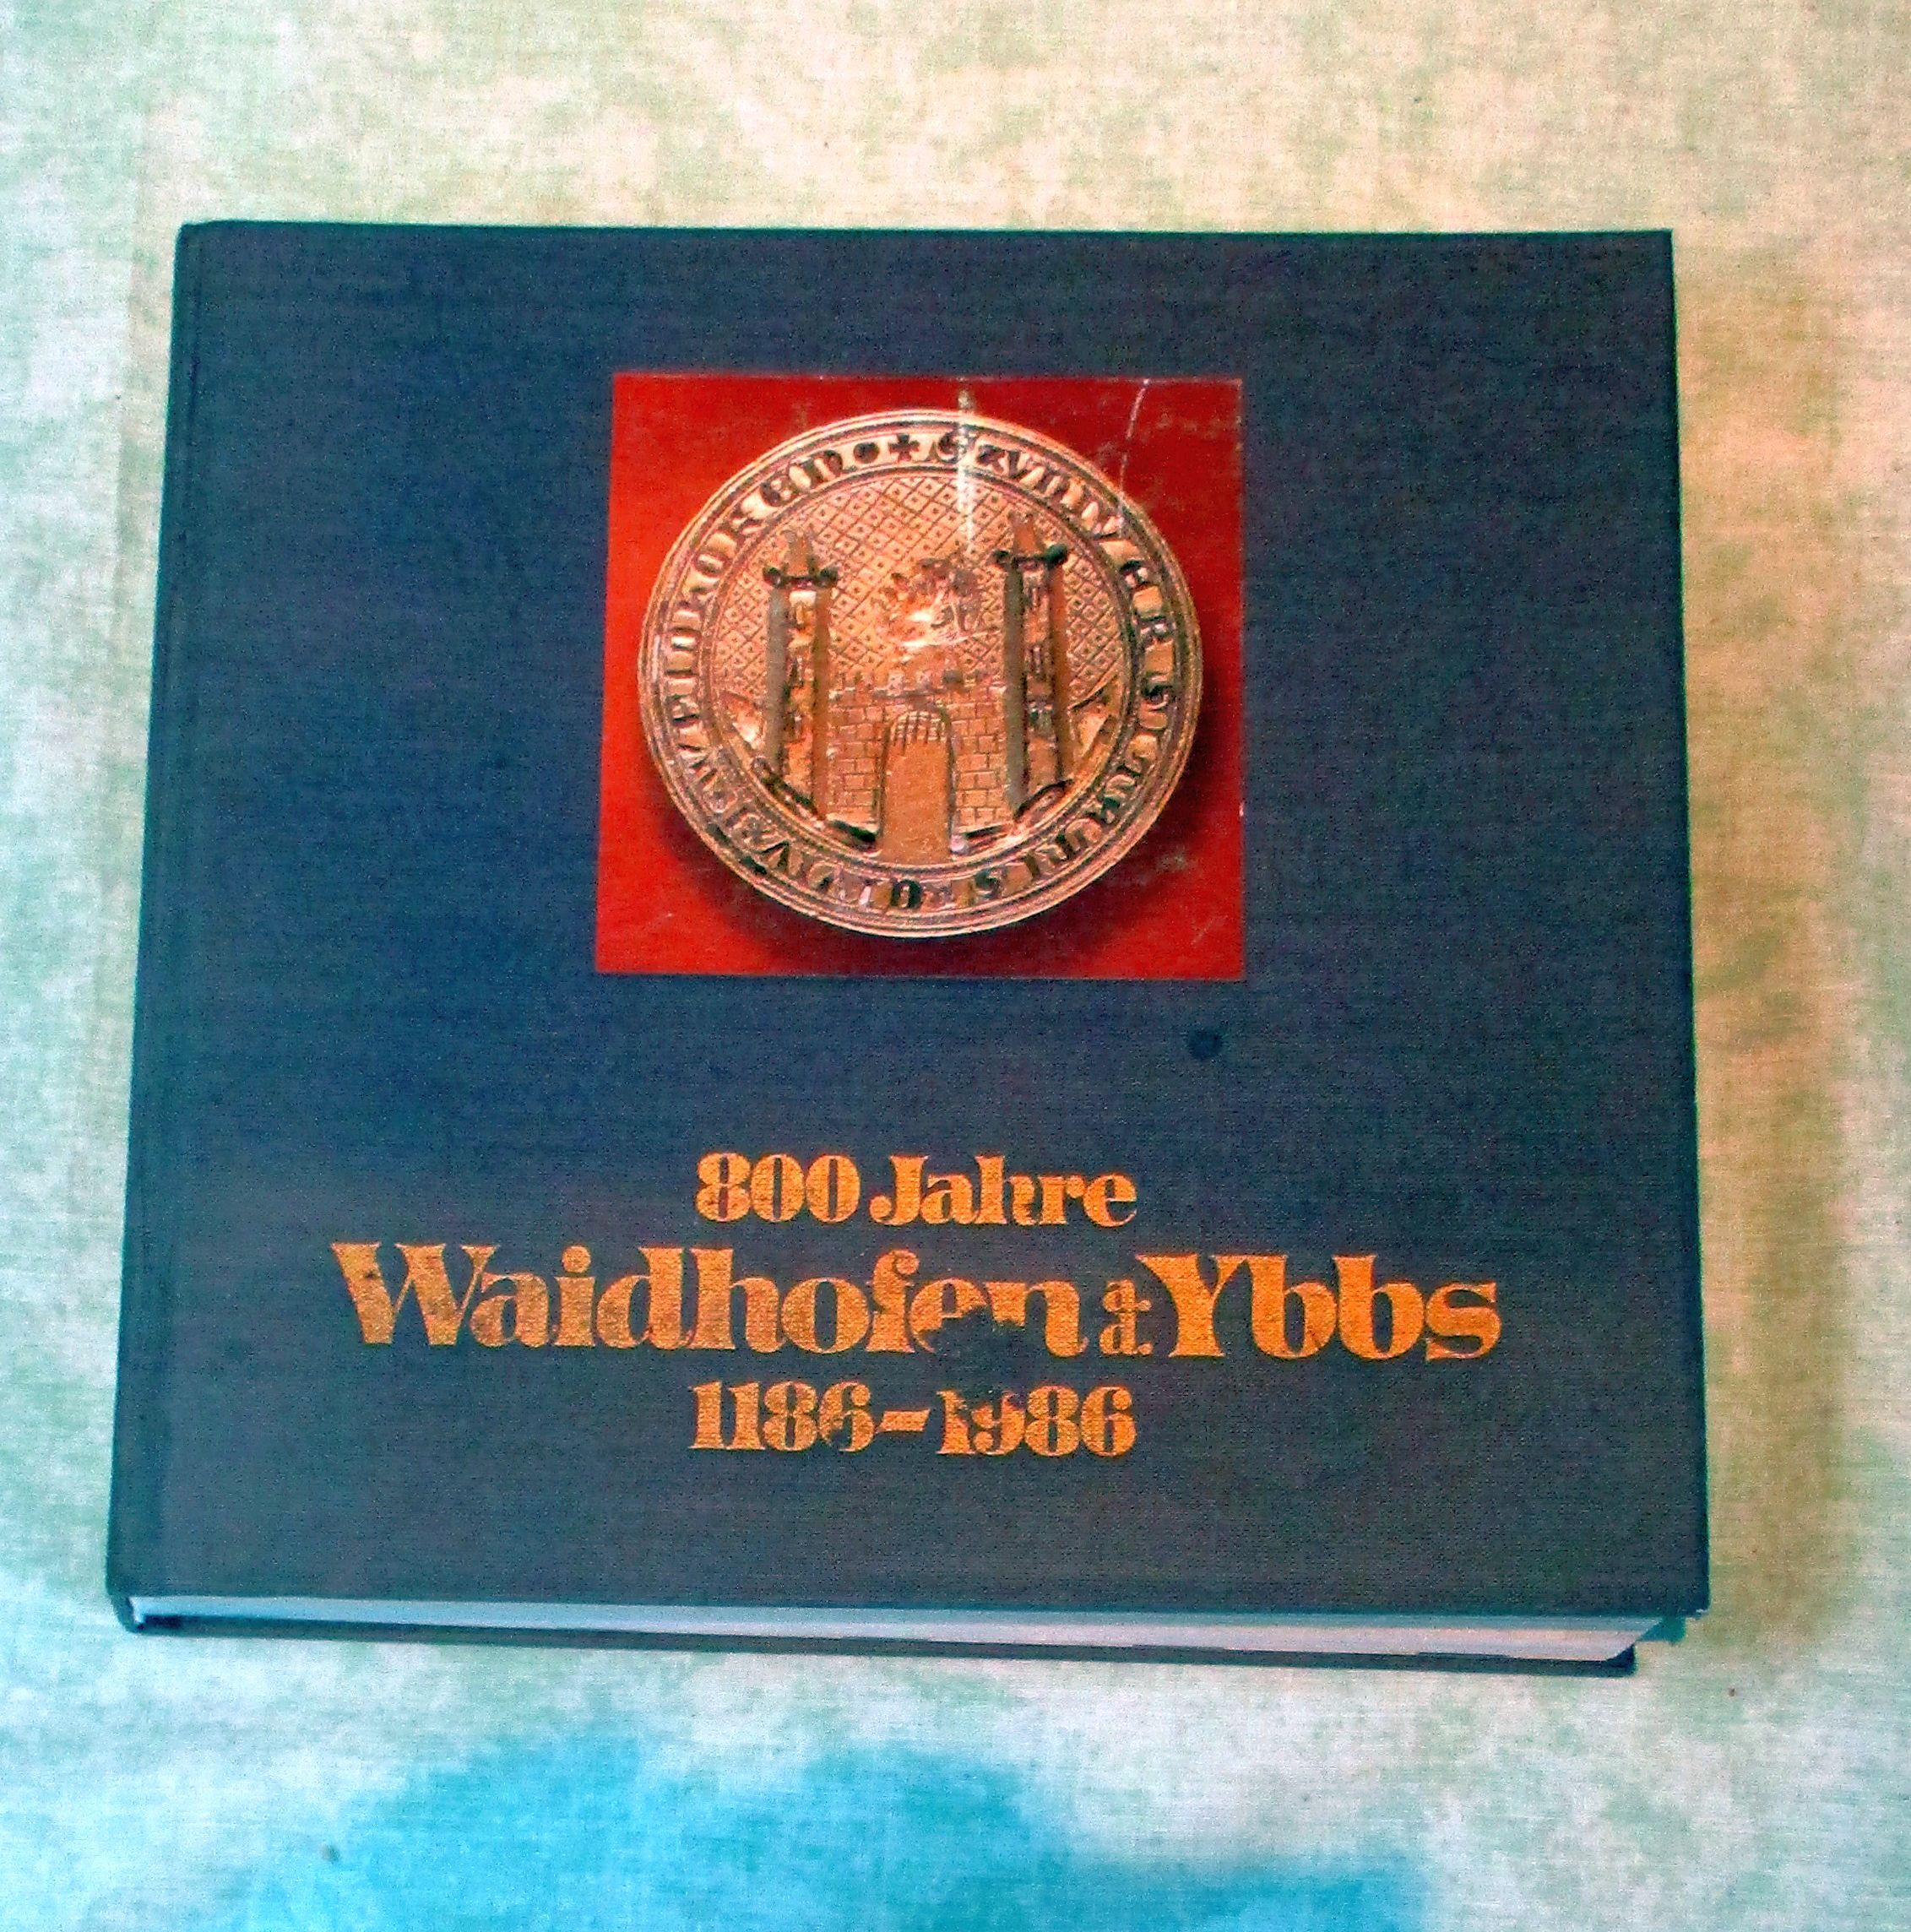 800 Jahre
Waidhofen a. d. Ybbs
1186-1986